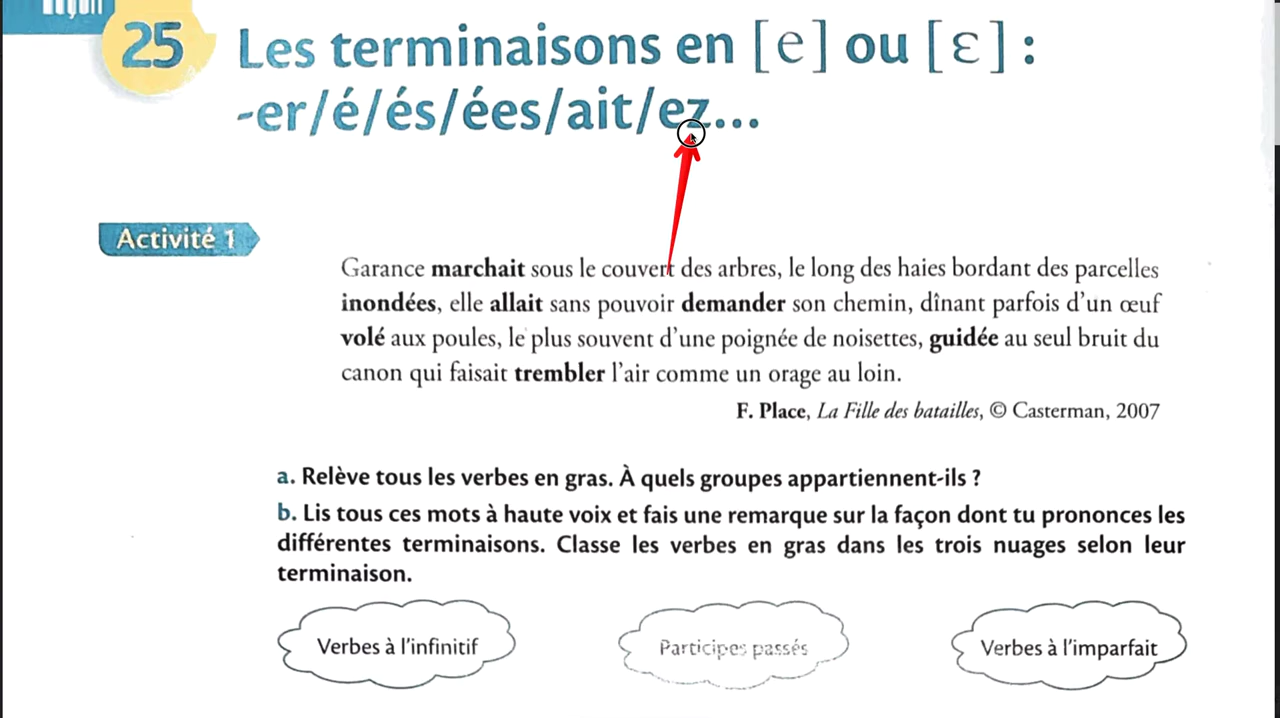 25
Les terminaisons en [e] ou [ɛ] :
-er/é/és/ées/ait/ez...
Activité 1
Garance marchait sous le couvert des arbres, le long des haies bordant des parcelles
inondées, elle allait sans pouvoir demander son chemin, dînant parfois d'un œuf
volé aux poules, le plus souvent d'une poignée de noisettes, guidée au seul bruit du
canon qui faisait trembler l'air comme un orage au loin.
F. Place, La Fille des batailles, © Casterman, 2007
a. Relève tous les verbes en gras. À quels groupes appartiennent-ils ?
b. Lis tous ces mots à haute voix et fais une remarque sur la façon dont tu prononces les
différentes terminaisons. Classe les verbes en gras dans les trois nuages selon leur
terminaison.
Verbes à l'infinitif
Participes passés
Verbes à l'imparfait